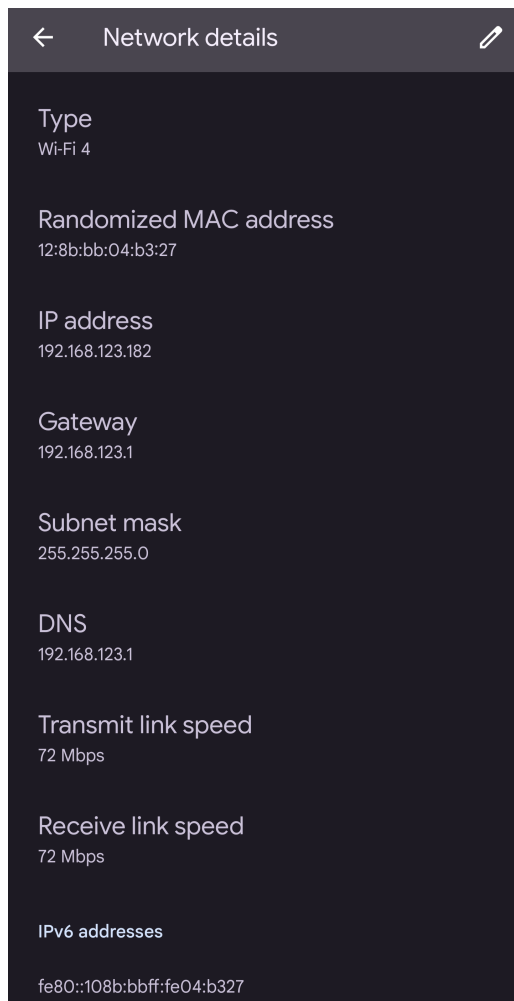 Network details
Type
Wi-Fi 4
Randomized MAC address
12:8b:bb:04:b3:27
IP address
192.168.123.182
Gateway
192.168.123.1
Subnet mask
255.255.255.0
DNS
192.168.123.1
Transmit link speed
72 Mbps
Receive link speed
72 Mbps
IPv6 addresses
fe80::108b:bbff:fe04:b327